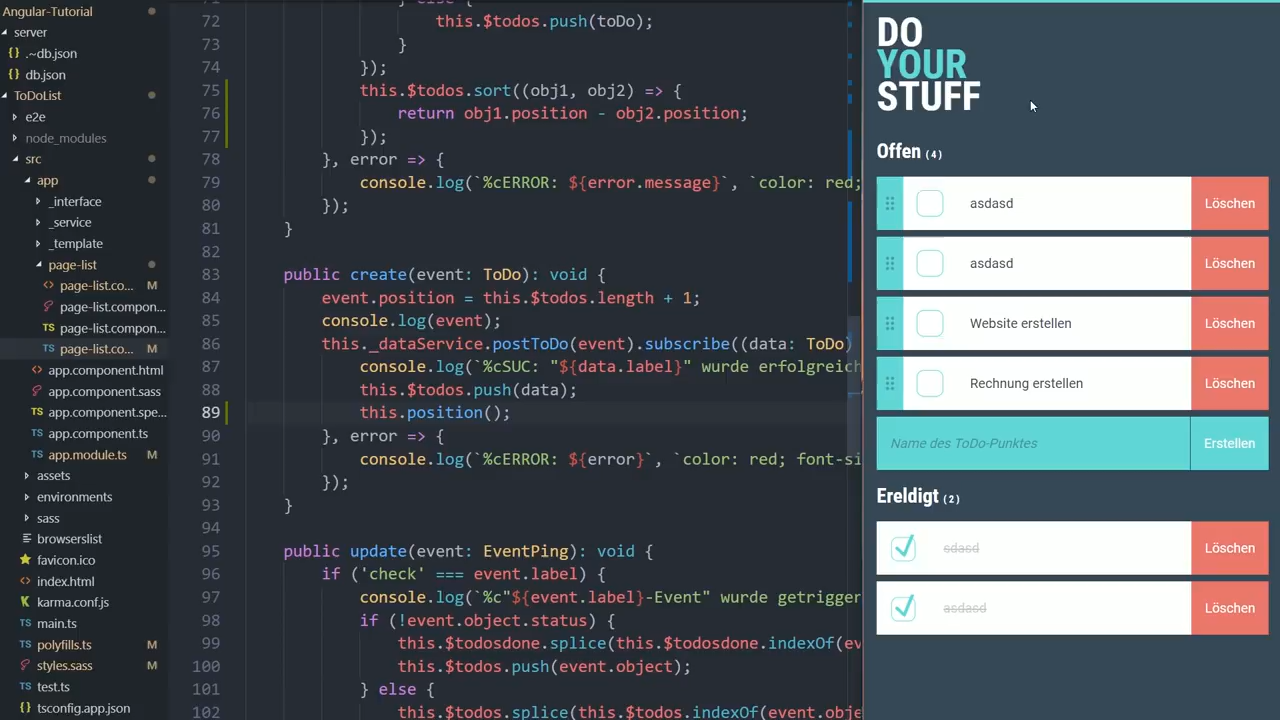 Angular-Tutorial
server
{} .~db.json
{} db.json
ToDoList
e2e
node_modules
src
app
_interface
_service
_template
page-list
<> page-list.co... M
page-list.compon...
TS page-list.compon...
TS page-list.co... M
<> app.component.html
app.component.sass
TS app.component.spe...
TS app.component.ts
TS app.module.ts M
assets
environments
sass
browserslist
favicon.ico
<> index.html
karma.conf.js
TS main.ts
TS polyfills.ts M
styles.sass M
TS test.ts
{} tsconfig.app.json
72 this.$todos.push(toDo);
73 }
74 });
75 this.$todos.sort((obj1, obj2) => {
76 return obj1.position - obj2.position;
77 });
78 }, error => {
79 console.log(`%cERROR: ${error.message}`, `color: red;
80 });
81 }
82
83 public create(event: ToDo): void {
84 event.position = this.$todos.length + 1;
85 console.log(event);
86 this._dataService.postToDo(event).subscribe((data: ToDo)
87 console.log(`%cSUC: "${data.label}" wurde erfolgreich
88 this.$todos.push(data);
89 this.position();
90 }, error => {
91 console.log(`%cERROR: ${error}`, `color: red; font-si
92 });
93 }
94
95 public update(event: EventPing): void {
96 if ('check' === event.label) {
97 console.log(`%c"${event.label}-Event" wurde getrigger
98 if (!event.object.status) {
99 this.$todosdone.splice(this.$todosdone.indexOf(ev
100 this.$todos.push(event.object);
101 } else {
102 this.$todos.splice(this.$todos.indexOf(event.obje
DO
YOUR
STUFF
Offen (4)
asdasd Löschen
asdasd Löschen
Website erstellen Löschen
Rechnung erstellen Löschen
Name des ToDo-Punktes Erstellen
Ereldigt (2)
sdasd Löschen
asdasd Löschen